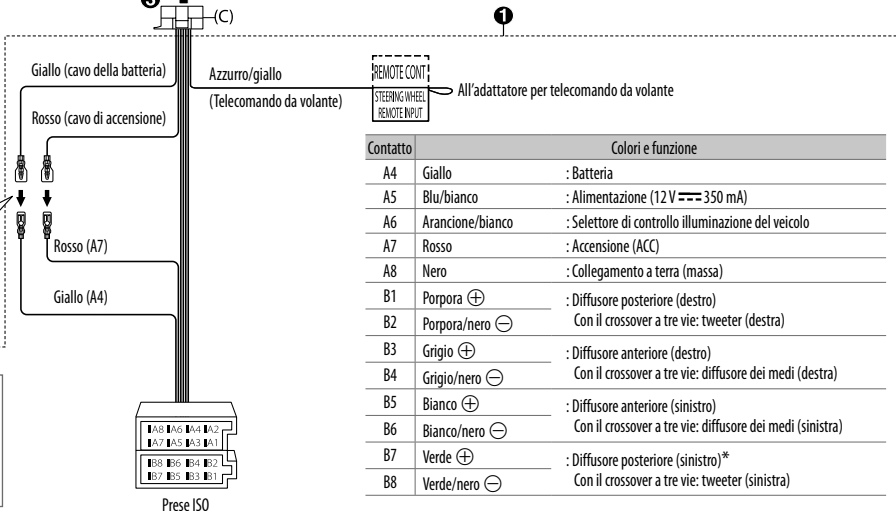 3
(C)
1
Giallo (cavo della batteria)
Azzurro/giallo
(Telecomando da volante)
REMOTE CONT
STEERING WHEEL
REMOTE INPUT
All'adattatore per telecomando da volante
Rosso (cavo di accensione)
Rosso (A7)
Giallo (A4)
Contatto Colori e funzione
A4 Giallo : Batteria
A5 Blu/bianco : Alimentazione (12 V ⎓ 350 mA)
A6 Arancione/bianco : Selettore di controllo illuminazione del veicolo
A7 Rosso : Accensione (ACC)
A8 Nero : Collegamento a terra (massa)
B1 Porpora ⊕ : Diffusore posteriore (destro)
B2 Porpora/nero ⊖ Con il crossover a tre vie: tweeter (destra)
B3 Grigio ⊕ : Diffusore anteriore (destro)
B4 Grigio/nero ⊖ Con il crossover a tre vie: diffusore dei medi (destra)
B5 Bianco ⊕ : Diffusore anteriore (sinistro)
B6 Bianco/nero ⊖ Con il crossover a tre vie: diffusore dei medi (sinistra)
B7 Verde ⊕ : Diffusore posteriore (sinistro)*
B8 Verde/nero ⊖ Con il crossover a tre vie: tweeter (sinistra)
A8 A6 A4 A2
A7 A5 A3 A1
B8 B6 B4 B2
B7 B5 B3 B1
Prese ISO